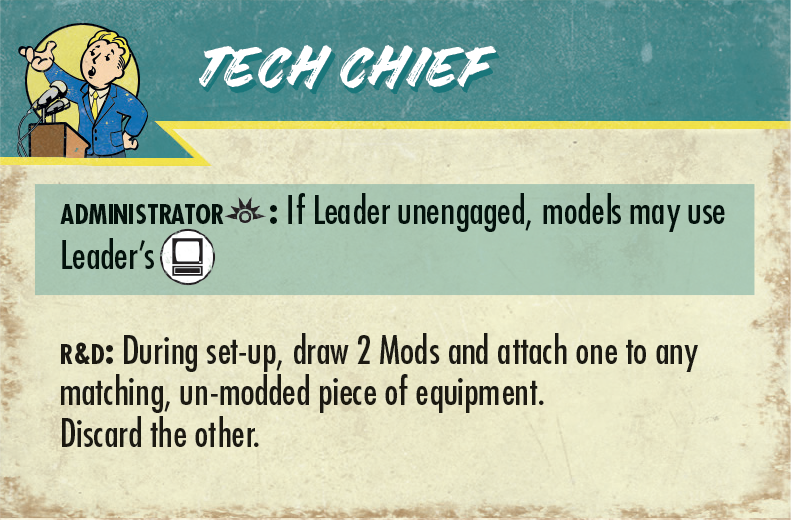 TECH CHIEF
ADMINISTRATOR : If Leader unengaged, models may use
Leader's
R&D: During set-up, draw 2 Mods and attach one to any
matching, un-modded piece of equipment.
Discard the other.